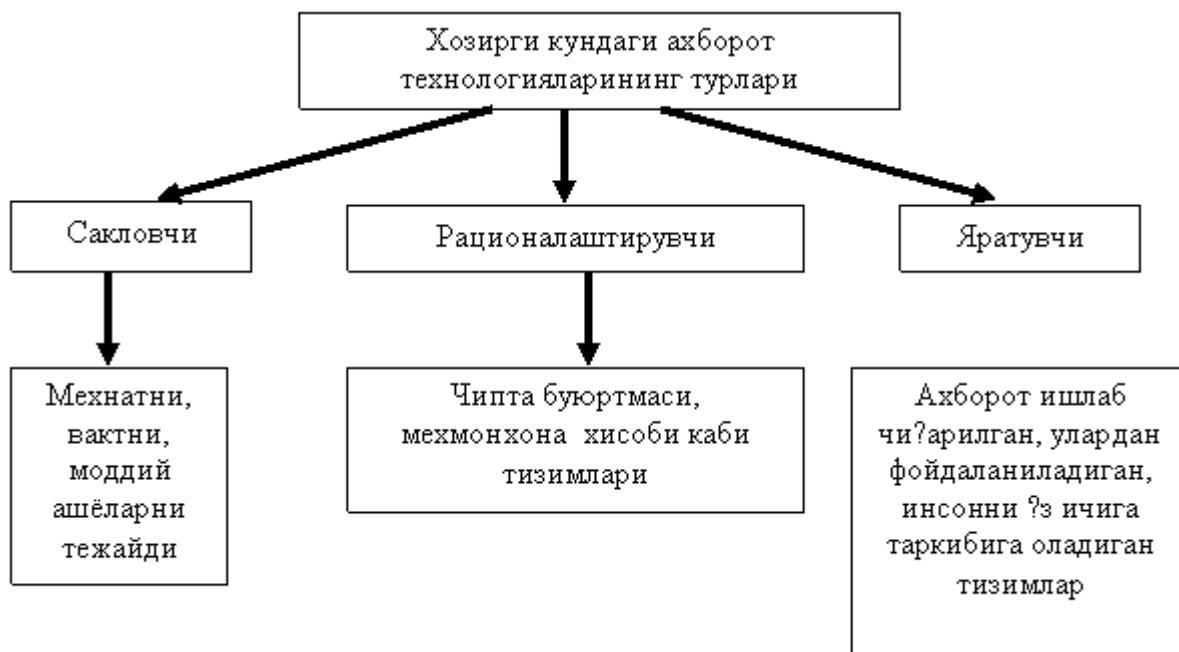 Хозирги кундаги ахборот
технологияларининг турлари
Сакловчи
Рационалаштирувчи
Яратувчи
Мехнатни,
вактни,
моддий
ашёларни
тежайди
Чипта буюртмаси,
мехмонхона хисоби каби
тизимлари
Ахборот ишлаб
чи?арилган, улардан
фойдаланиладиган,
инсонни ?з ичига
таркибига оладиган
тизимлар